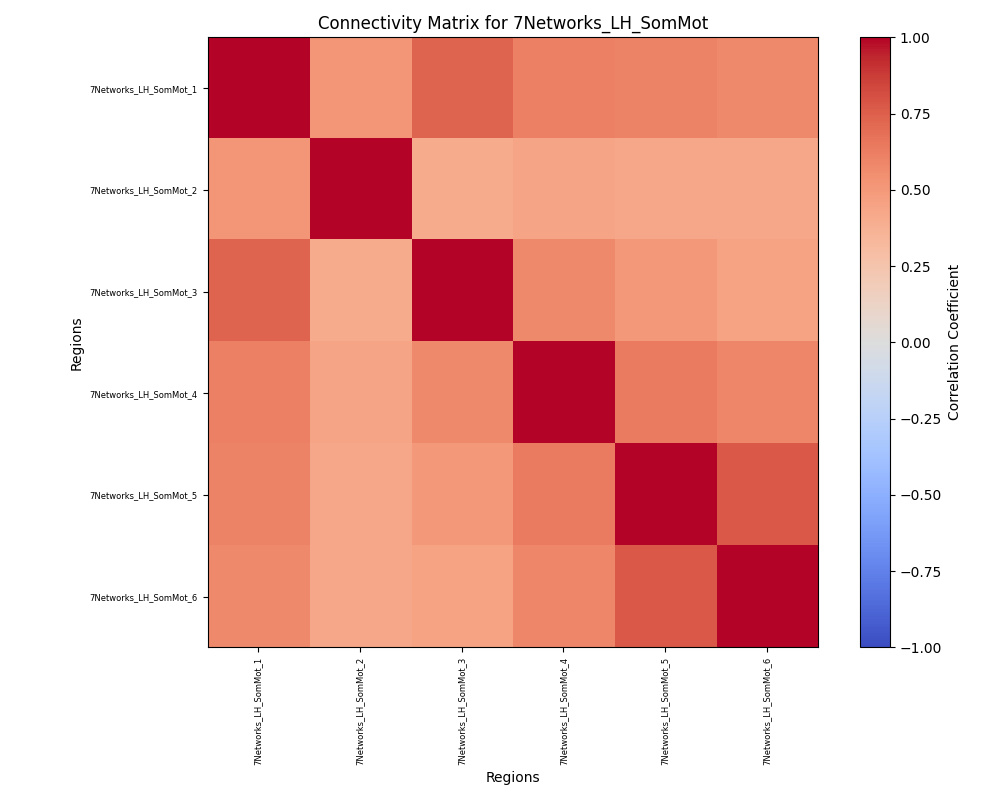 Connectivity Matrix for 7Networks_LH_SomMot
7Networks_LH_SomMot_1
7Networks_LH_SomMot_2
7Networks_LH_SomMot_3
7Networks_LH_SomMot_4
7Networks_LH_SomMot_5
7Networks_LH_SomMot_6
Regions
7Networks_LH_SomMot_1
7Networks_LH_SomMot_2
7Networks_LH_SomMot_3
7Networks_LH_SomMot_4
7Networks_LH_SomMot_5
7Networks_LH_SomMot_6
Regions
1.00
0.75
0.50
0.25
0.00
−0.25
−0.50
−0.75
−1.00
Correlation Coefficient